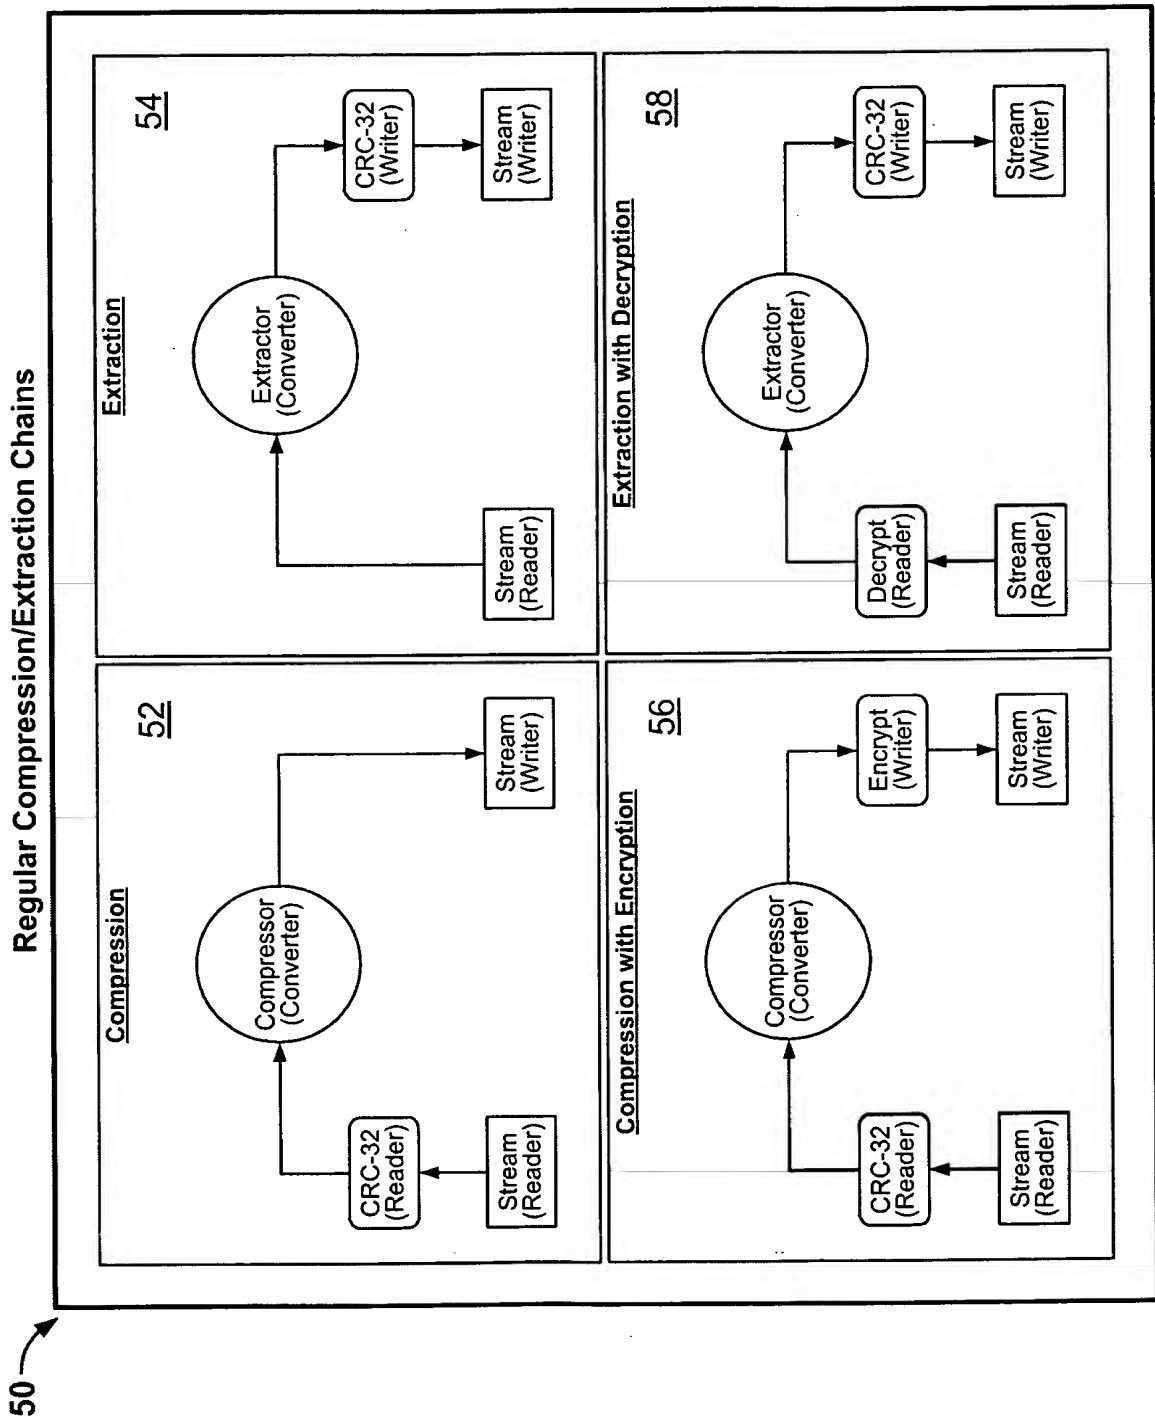 Regular Compression/Extraction Chains
50
Compression
52
Compressor
(Converter)
CRC-32
(Reader)
Stream
(Reader)
Stream
(Writer)
Extraction
54
Extractor
(Converter)
Stream
(Reader)
CRC-32
(Writer)
Stream
(Writer)
Compression with Encryption
56
Compressor
(Converter)
CRC-32
(Reader)
Stream
(Reader)
Encrypt
(Writer)
Stream
(Writer)
Extraction with Decryption
58
Extractor
(Converter)
Decrypt
(Reader)
Stream
(Reader)
CRC-32
(Writer)
Stream
(Writer)